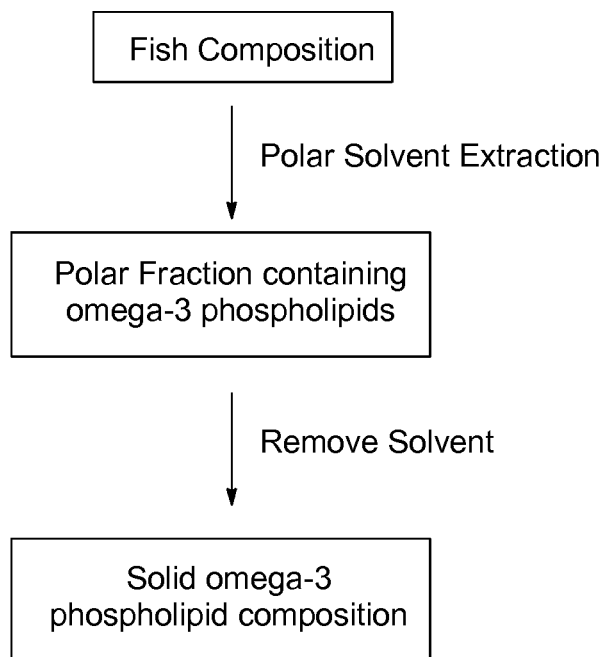 Fish Composition
Polar Solvent Extraction
Polar Fraction containing
omega-3 phospholipids
Remove Solvent
Solid omega-3
phospholipid composition